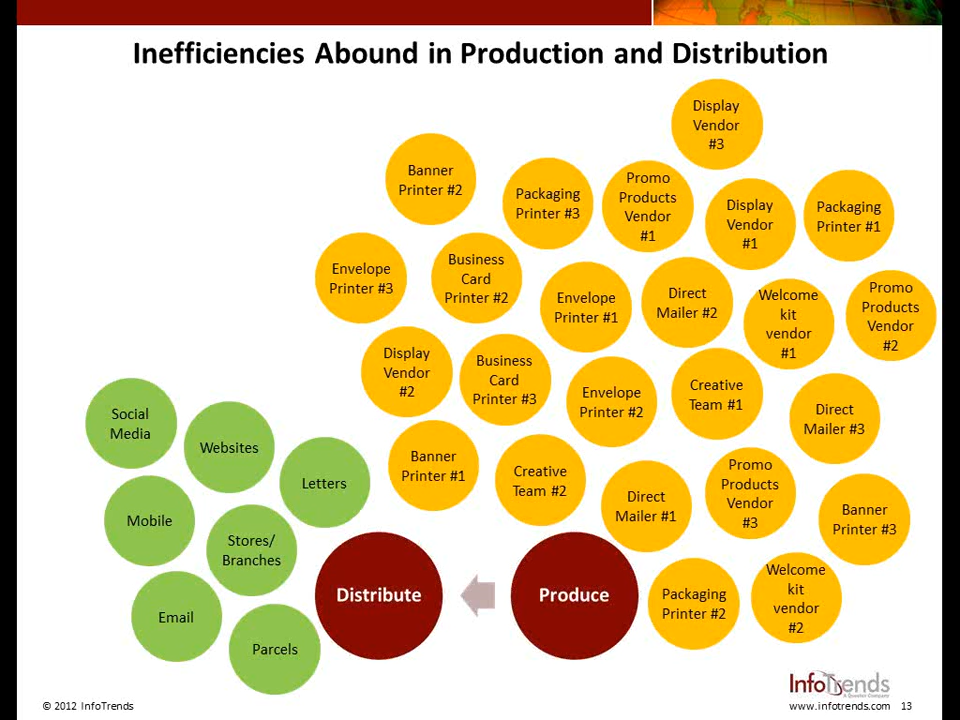 Inefficiencies Abound in Production and Distribution
Display
Vendor
#3
Banner
Printer #2
Packaging
Printer #3
Promo
Products
Vendor
#1
Display
Vendor
#1
Packaging
Printer #1
Envelope
Printer #3
Business
Card
Printer #2
Envelope
Printer #1
Direct
Mailer #2
Welcome
kit
vendor
#1
Promo
Products
Vendor
#2
Display
Vendor
#2
Business
Card
Printer #3
Envelope
Printer #2
Creative
Team #1
Direct
Mailer #3
Social
Media
Websites
Letters
Banner
Printer #1
Creative
Team #2
Direct
Mailer #1
Promo
Products
Vendor
#3
Banner
Printer #3
Mobile
Stores/
Branches
Distribute
Produce
Packaging
Printer #2
Welcome
kit
vendor
#2
Email
Parcels
InfoTrends
A Questex Company
© 2012 InfoTrends
www.infotrends.com 13